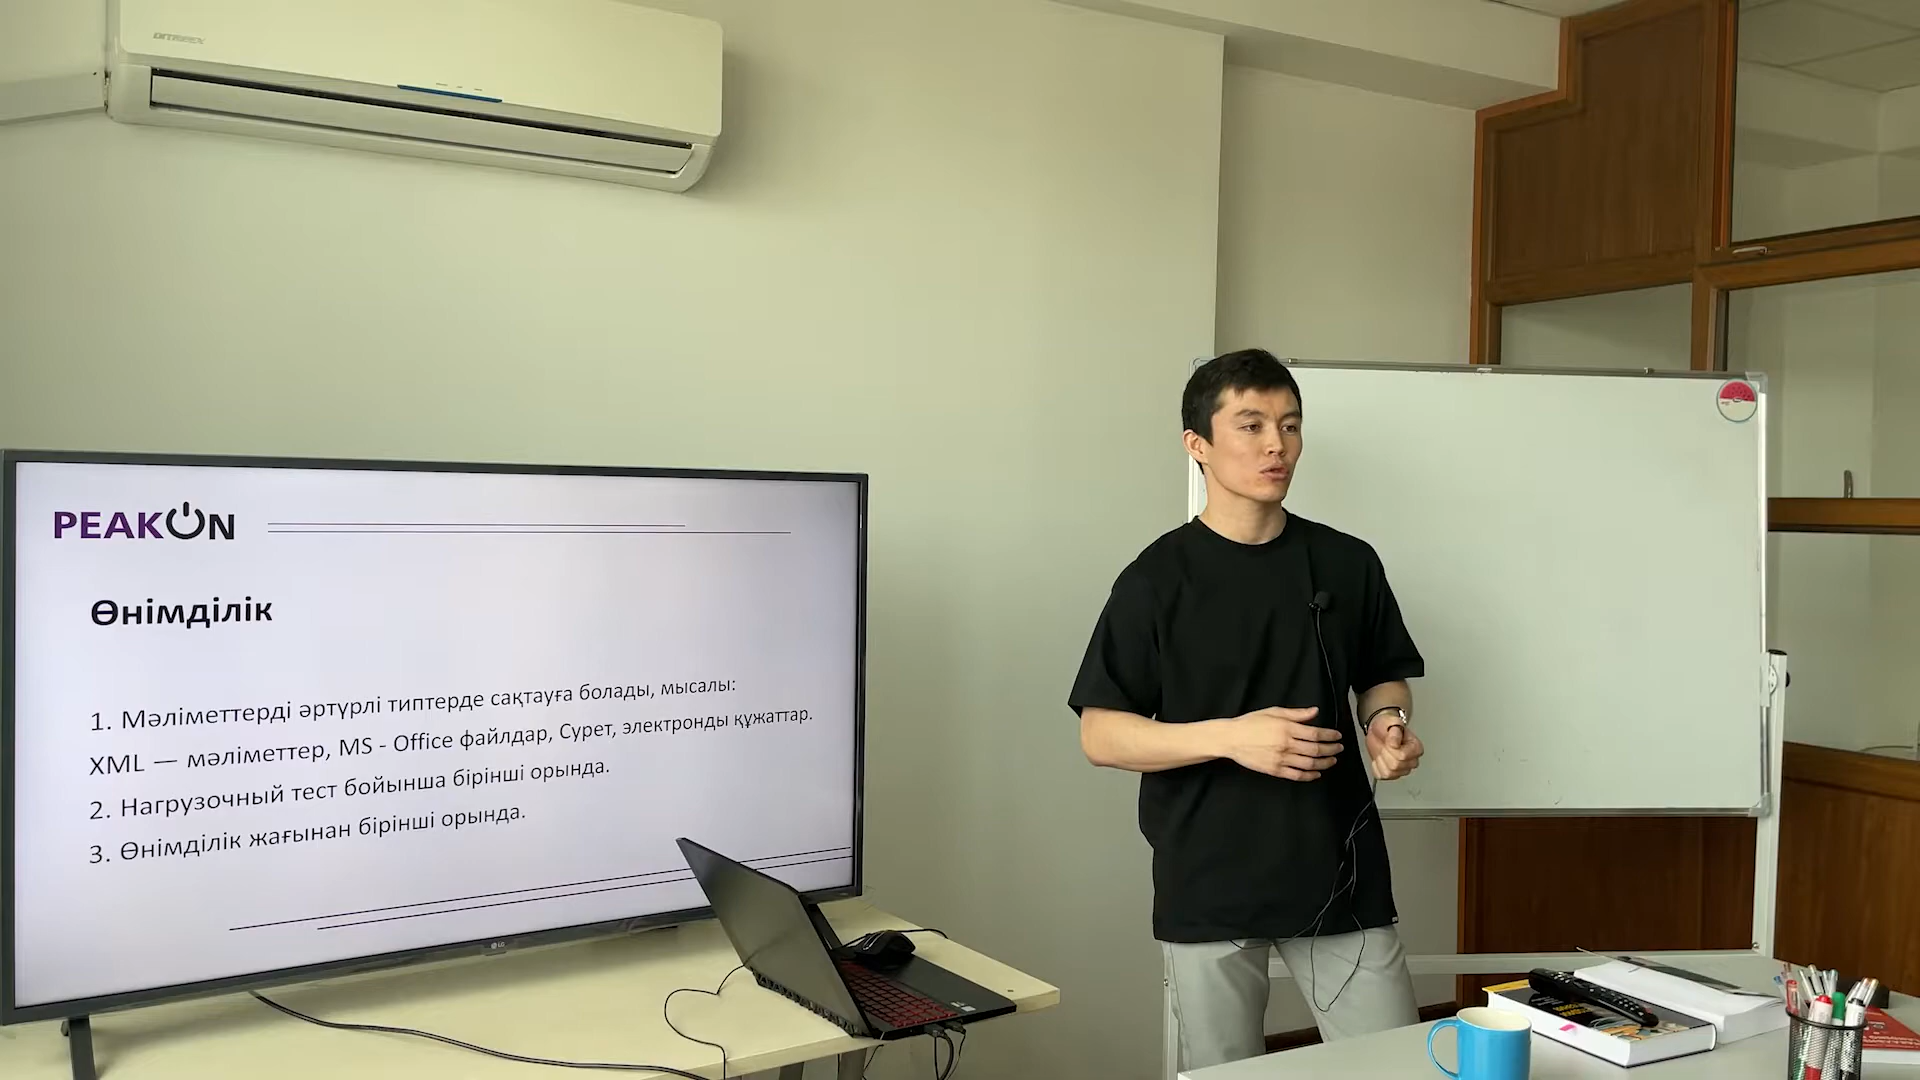 PEAKON
Өнімділік
1. Мәліметтерді әртүрлі типтерде сақтауға болады, мысалы:
XML — мәліметтер, MS - Office файлдар, Сурет, электронды құжаттар.
2. Нагрузочный тест бойынша бірінші орында.
3. Өнімділік жағынан бірінші орында.
LG